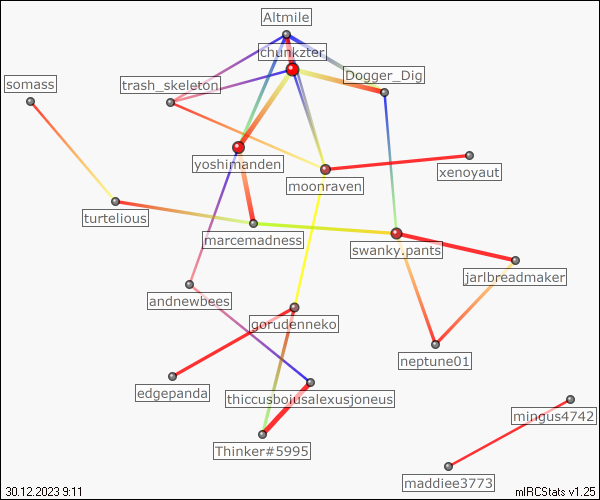 Altmile
chunkzter
Dogger_Dig
somass
trash_skeleton
yoshimanden
xenoyaut
moonraven
turtelious
marcemadness
swanky.pants
jarlbreadmaker
andnewbees
gorudenneko
neptune01
edgepanda
thiccusboiusalexusjoneus
mingus4742
Thinker#5995
maddiee3773
30.12.2023 9:11
mIRCStats v1.25